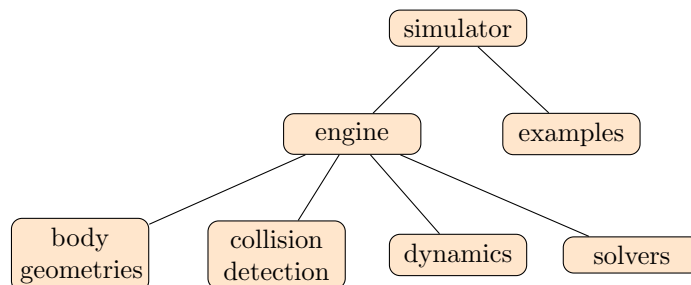 simulator
engine
examples
body
geometries
collision
detection
dynamics
solvers